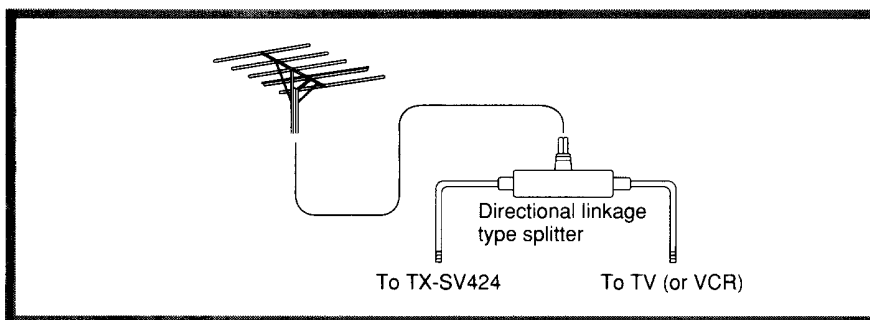 Directional linkage
type splitter
To TX-SV424
To TV (or VCR)